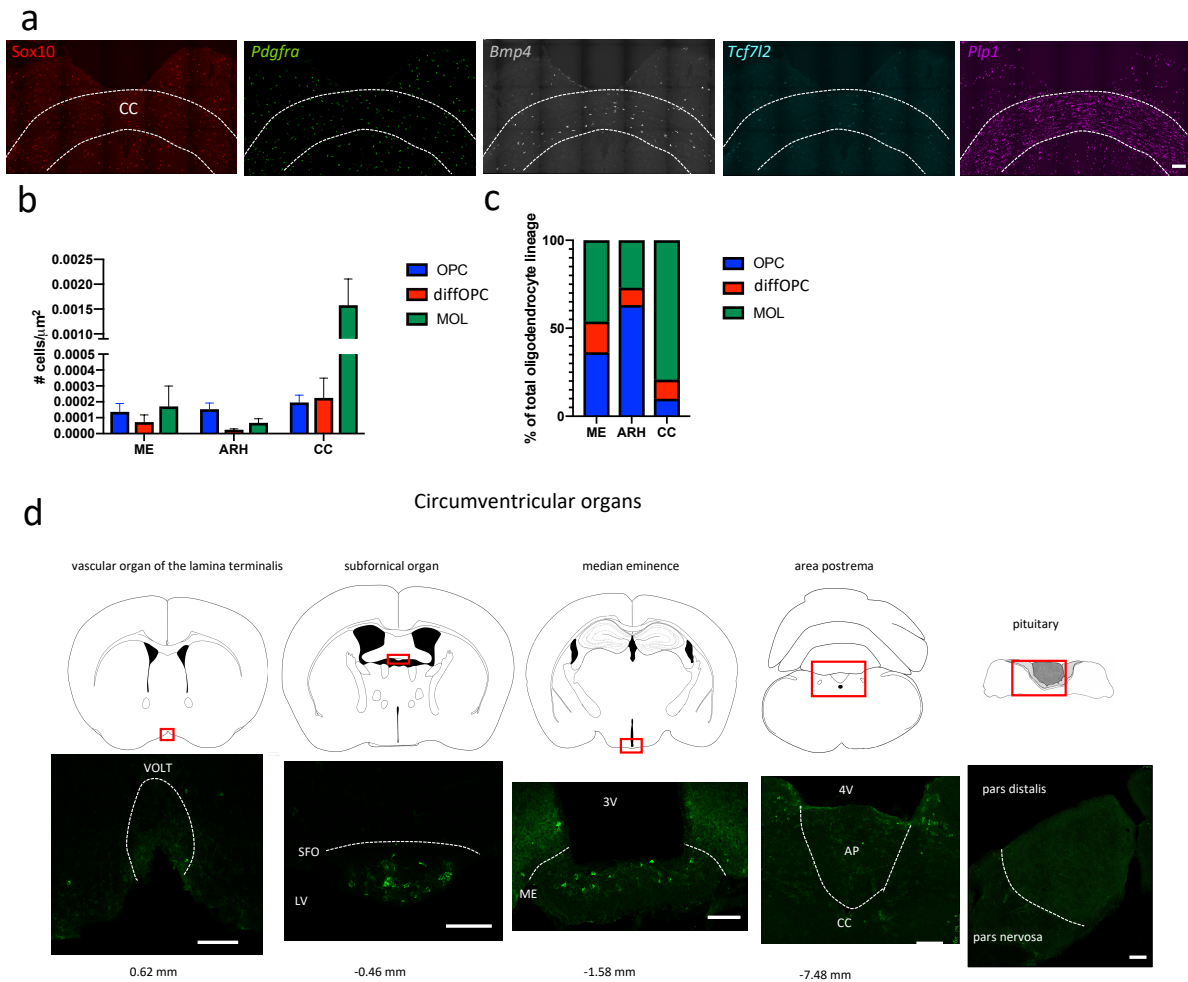 a
Sox10
Pdgfra
Bmp4
Tcf7l2
Plp1
CC
b
c
# cells/μm²
0.0025
0.0020
0.0015
0.0010
0.0005
0.0004
0.0003
0.0002
0.0001
0.0000
ME
ARH
CC
OPC
diffOPC
MOL
% of total oligodendrocyte lineage
100
50
0
ME
ARH
CC
OPC
diffOPC
MOL
d
Circumventricular organs
vascular organ of the lamina terminalis
subfornical organ
median eminence
area postrema
pituitary
VOLT
SFO
LV
3V
ME
4V
AP
CC
pars distalis
pars nervosa
0.62 mm
-0.46 mm
-1.58 mm
-7.48 mm